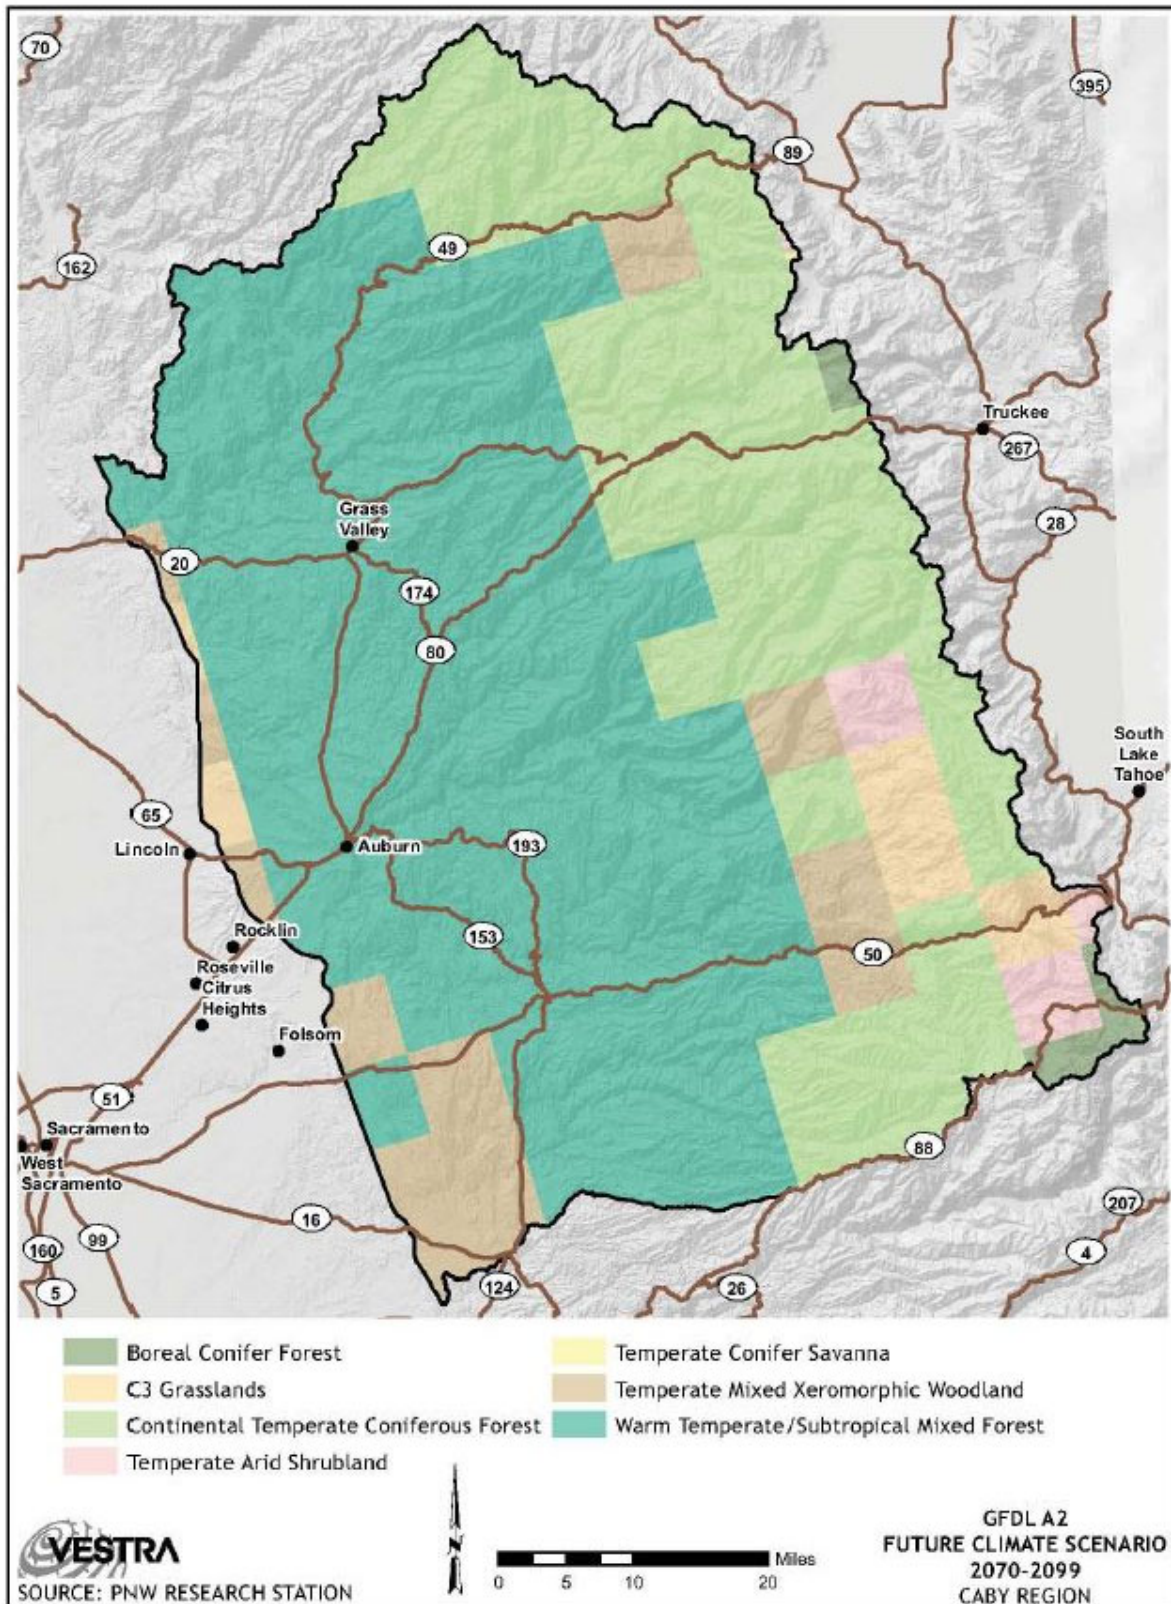 70
395
89
162
49
Truckee
267
Grass
Valley
28
20
174
80
South
Lake
Tahoe
65
Lincoln
Auburn
193
Rocklin
153
50
Roseville
Citrus
Heights
Folsom
51
Sacramento
West
Sacramento
88
16
207
160
99
4
5
124
26
Boreal Conifer Forest
C3 Grasslands
Continental Temperate Coniferous Forest
Temperate Arid Shrubland
Temperate Conifer Savanna
Temperate Mixed Xeromorphic Woodland
Warm Temperate/Subtropical Mixed Forest
VESTRA
SOURCE: PNW RESEARCH STATION
N
Miles
0 5 10 20
GFDL A2
FUTURE CLIMATE SCENARIO
2070-2099
CABY REGION